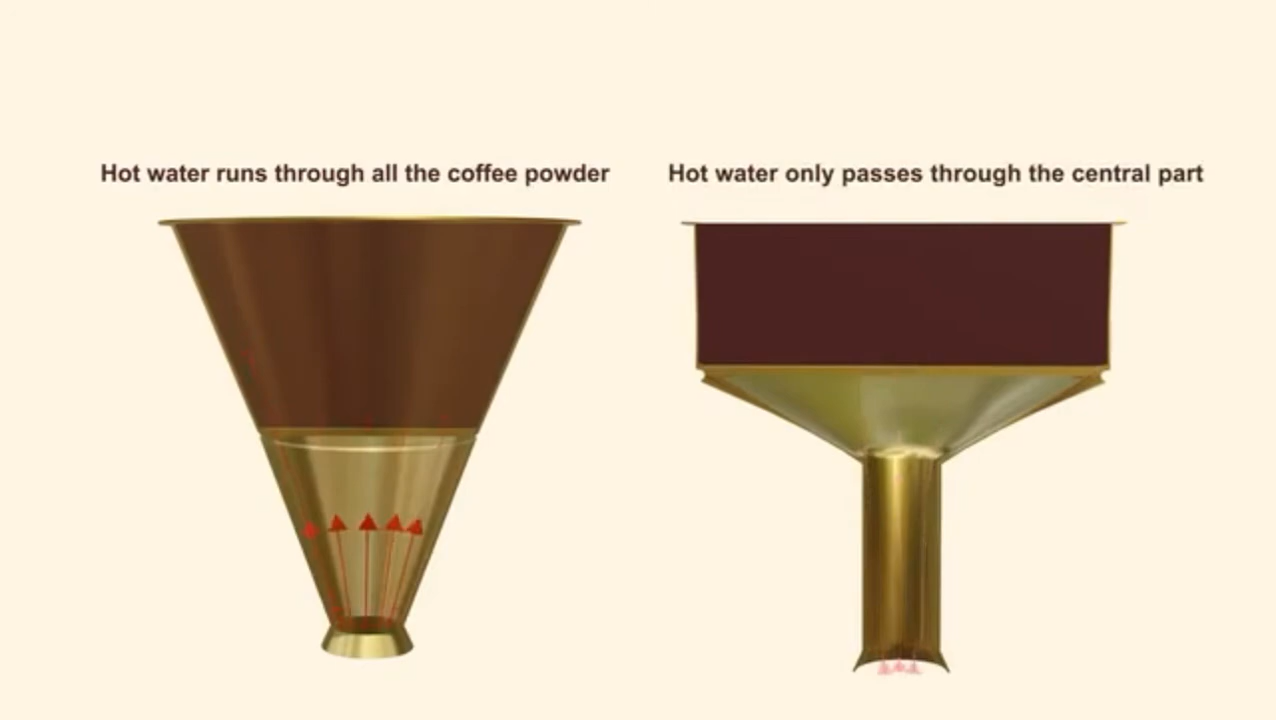 Hot water runs through all the coffee powder
Hot water only passes through the central part